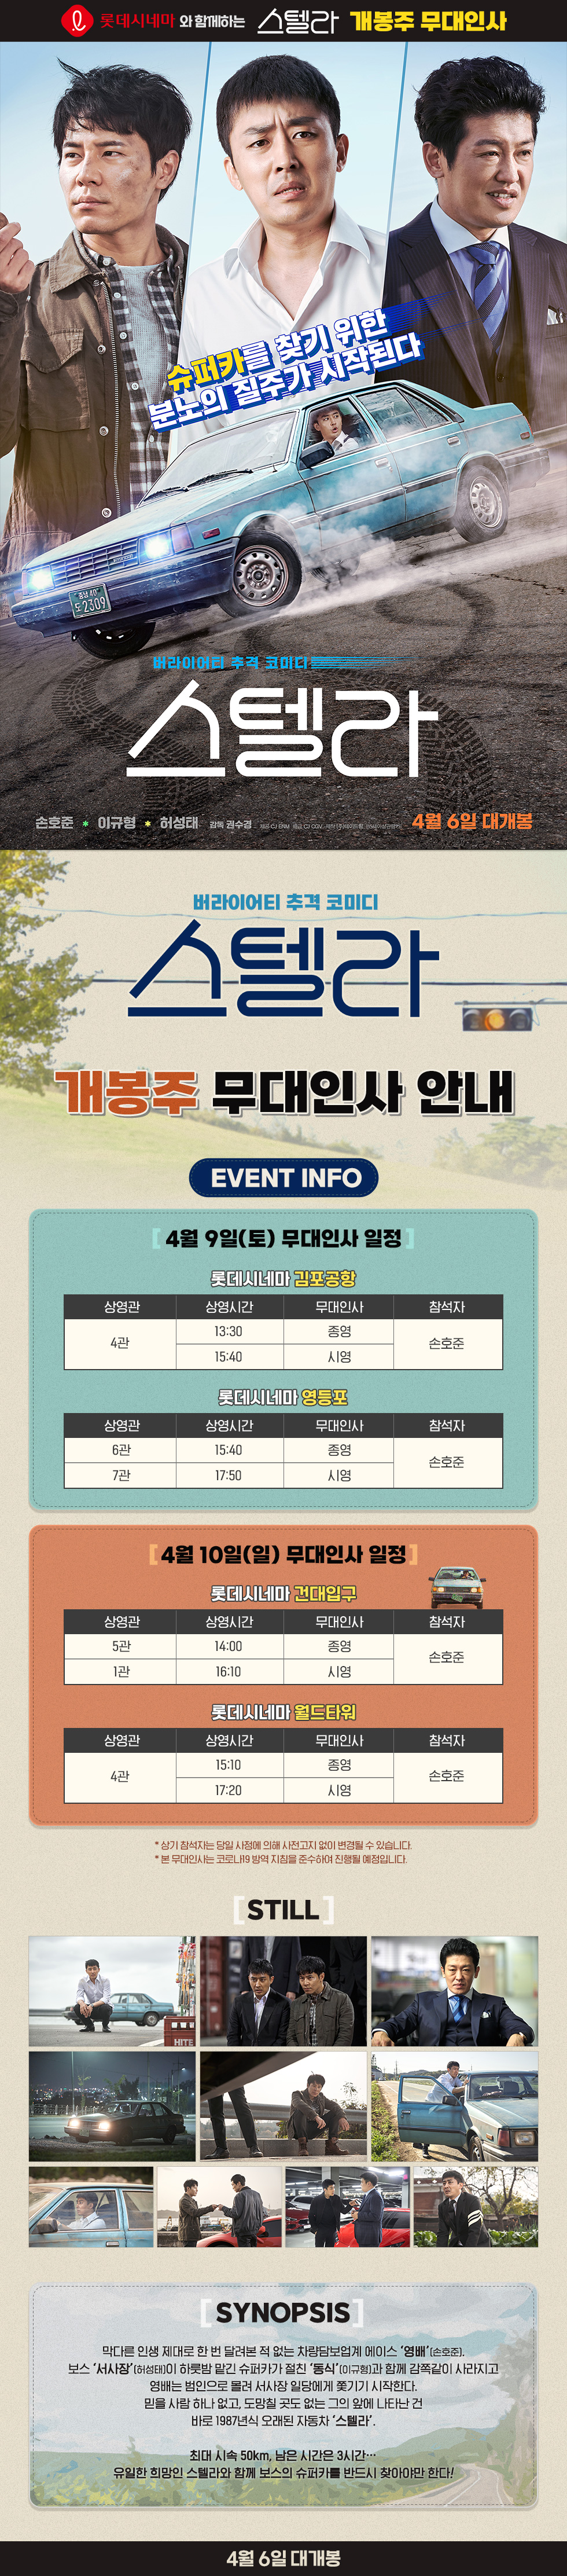 롯데시네마 와 함께하는 스텔라 개봉주 무대인사
슈퍼카를 찾기 위한
분노의 질주가 시작된다
충남 40
도 2309
버라이어티 추격 코미디
스텔라
손호준 * 이규형 * 허성태 감독 권수경 4월 6일 대개봉
버라이어티 추격 코미디
스텔라
개봉주 무대인사 안내
EVENT INFO
[ 4월 9일(토) 무대인사 일정 ]
롯데시네마 김포공항
상영관 상영시간 무대인사 참석자
4관 13:30 종영 손호준
15:40 시영
롯데시네마 영등포
상영관 상영시간 무대인사 참석자
6관 15:40 종영 손호준
7관 17:50 시영
[ 4월 10일(일) 무대인사 일정 ]
롯데시네마 건대입구
상영관 상영시간 무대인사 참석자
5관 14:00 종영 손호준
1관 16:10 시영
롯데시네마 월드타워
상영관 상영시간 무대인사 참석자
4관 15:10 종영 손호준
17:20 시영
* 상기 참석자는 당일 사정에 의해 사전고지 없이 변경될 수 있습니다.
* 본 무대인사는 코로나19 방역 지침을 준수하여 진행될 예정입니다.
[ STILL ]
HITE
[ SYNOPSIS ]
막다른 인생 제대로 한 번 달려본 적 없는 차량담보업계 에이스 ‘영배’(손호준).
보스 ‘서사장’(허성태)이 하룻밤 맡긴 슈퍼카가 절친 ‘동식’(이규형)과 함께 감쪽같이 사라지고
영배는 범인으로 몰려 서사장 일당에게 쫓기기 시작한다.
믿을 사람 하나 없고, 도망칠 곳도 없는 그의 앞에 나타난 건
바로 1987년식 오래된 자동차 ‘스텔라’.
최대 시속 50km, 남은 시간은 3시간…
유일한 희망인 스텔라와 함께 보스의 슈퍼카를 반드시 찾아야만 한다!
4월 6일 대개봉